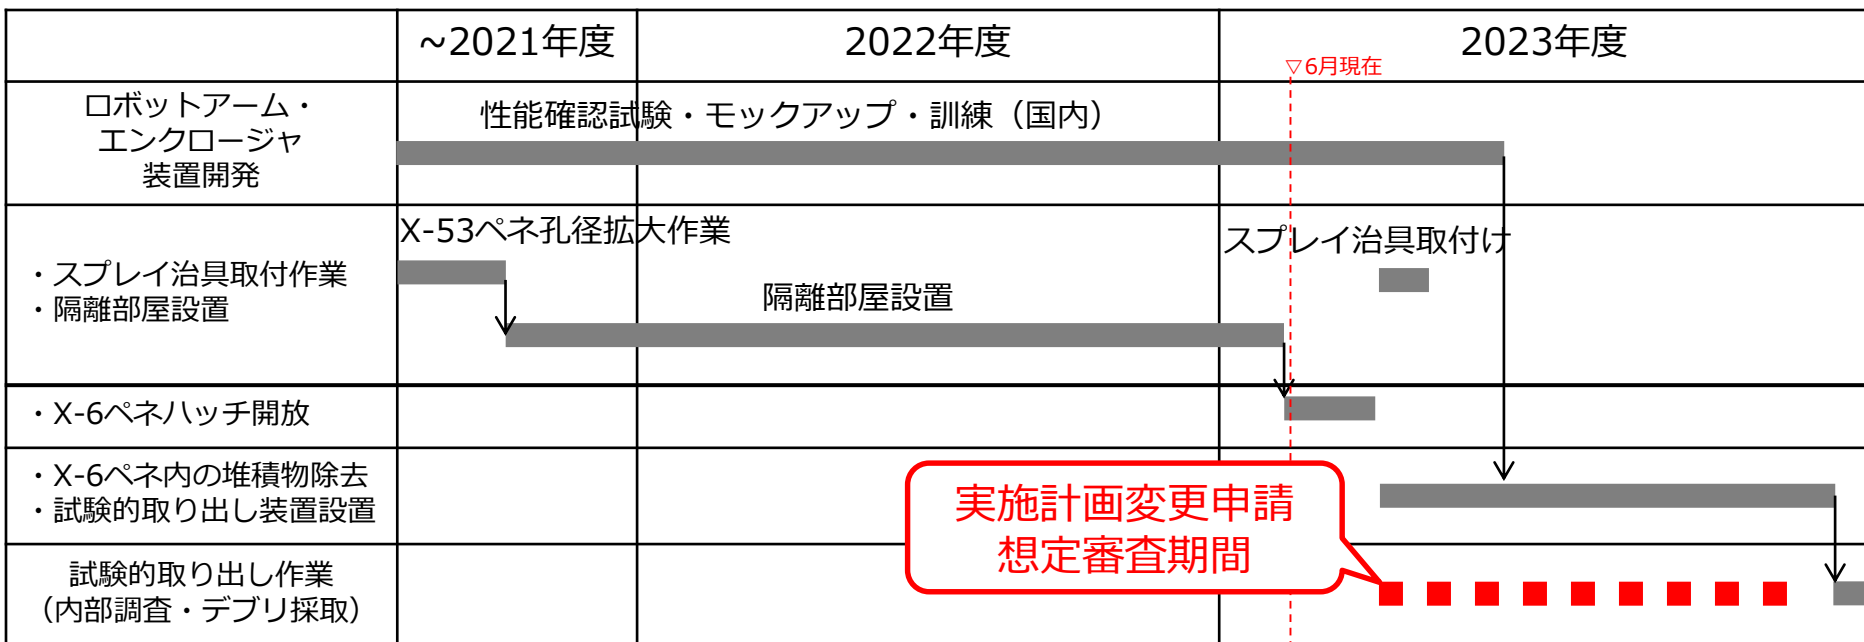 ~2021年度
2022年度
2023年度
▽6月現在
ロボットアーム・
エンクロージャ
装置開発
性能確認試験・モックアップ・訓練（国内）
・スプレイ治具取付作業
・隔離部屋設置
X-53ペネ孔径拡大作業
隔離部屋設置
スプレイ治具取付け
・X-6ペネハッチ開放
・X-6ペネ内の堆積物除去
・試験的取り出し装置設置
実施計画変更申請
想定審査期間
試験的取り出し作業
（内部調査・デブリ採取）